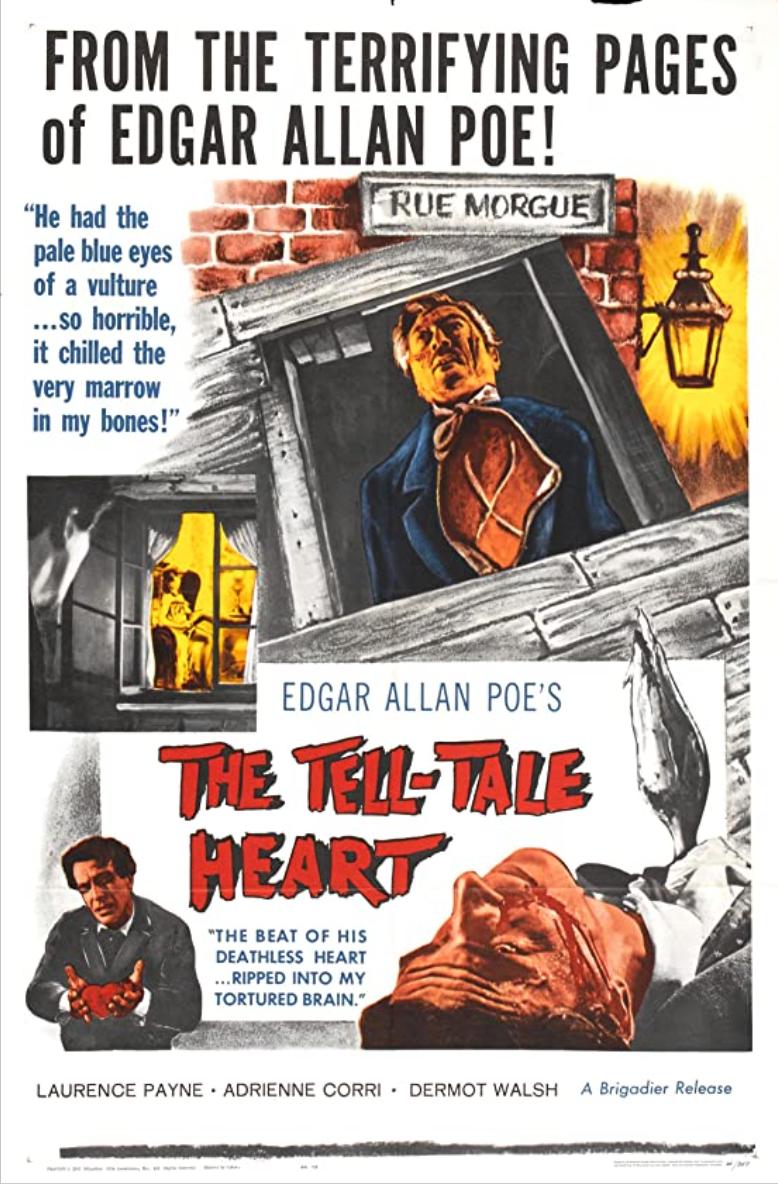 FROM THE TERRIFYING PAGES
of EDGAR ALLAN POE!
"He had the
pale blue eyes
of a vulture
...so horrible,
it chilled the
very marrow
in my bones!"
RUE MORGUE
EDGAR ALLAN POE'S
THE TELL-TALE
HEART
"THE BEAT OF HIS
DEATHLESS HEART
...RIPPED INTO MY
TORTURED BRAIN."
LAURENCE PAYNE • ADRIENNE CORRI • DERMOT WALSH A Brigadier Release